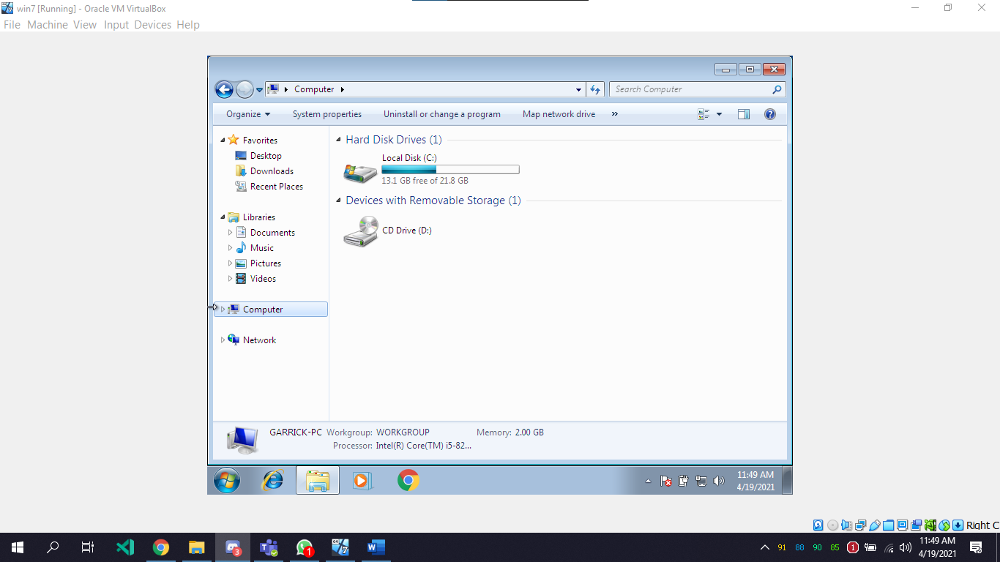 win7 [Running] - Oracle VM VirtualBox
File Machine View Input Devices Help
Computer
Search Computer
Organize System properties Uninstall or change a program Map network drive »
Favorites
Desktop
Downloads
Recent Places
Libraries
Documents
Music
Pictures
Videos
Computer
Network
Hard Disk Drives (1)
Local Disk (C:)
13.1 GB free of 21.8 GB
Devices with Removable Storage (1)
CD Drive (D:)
GARRICK-PC Workgroup: WORKGROUP Memory: 2.00 GB
Processor: Intel(R) Core(TM) i5-82...
11:49 AM
4/19/2021
Right C
3
1
W
91 88 90 85 1
11:49 AM
4/19/2021